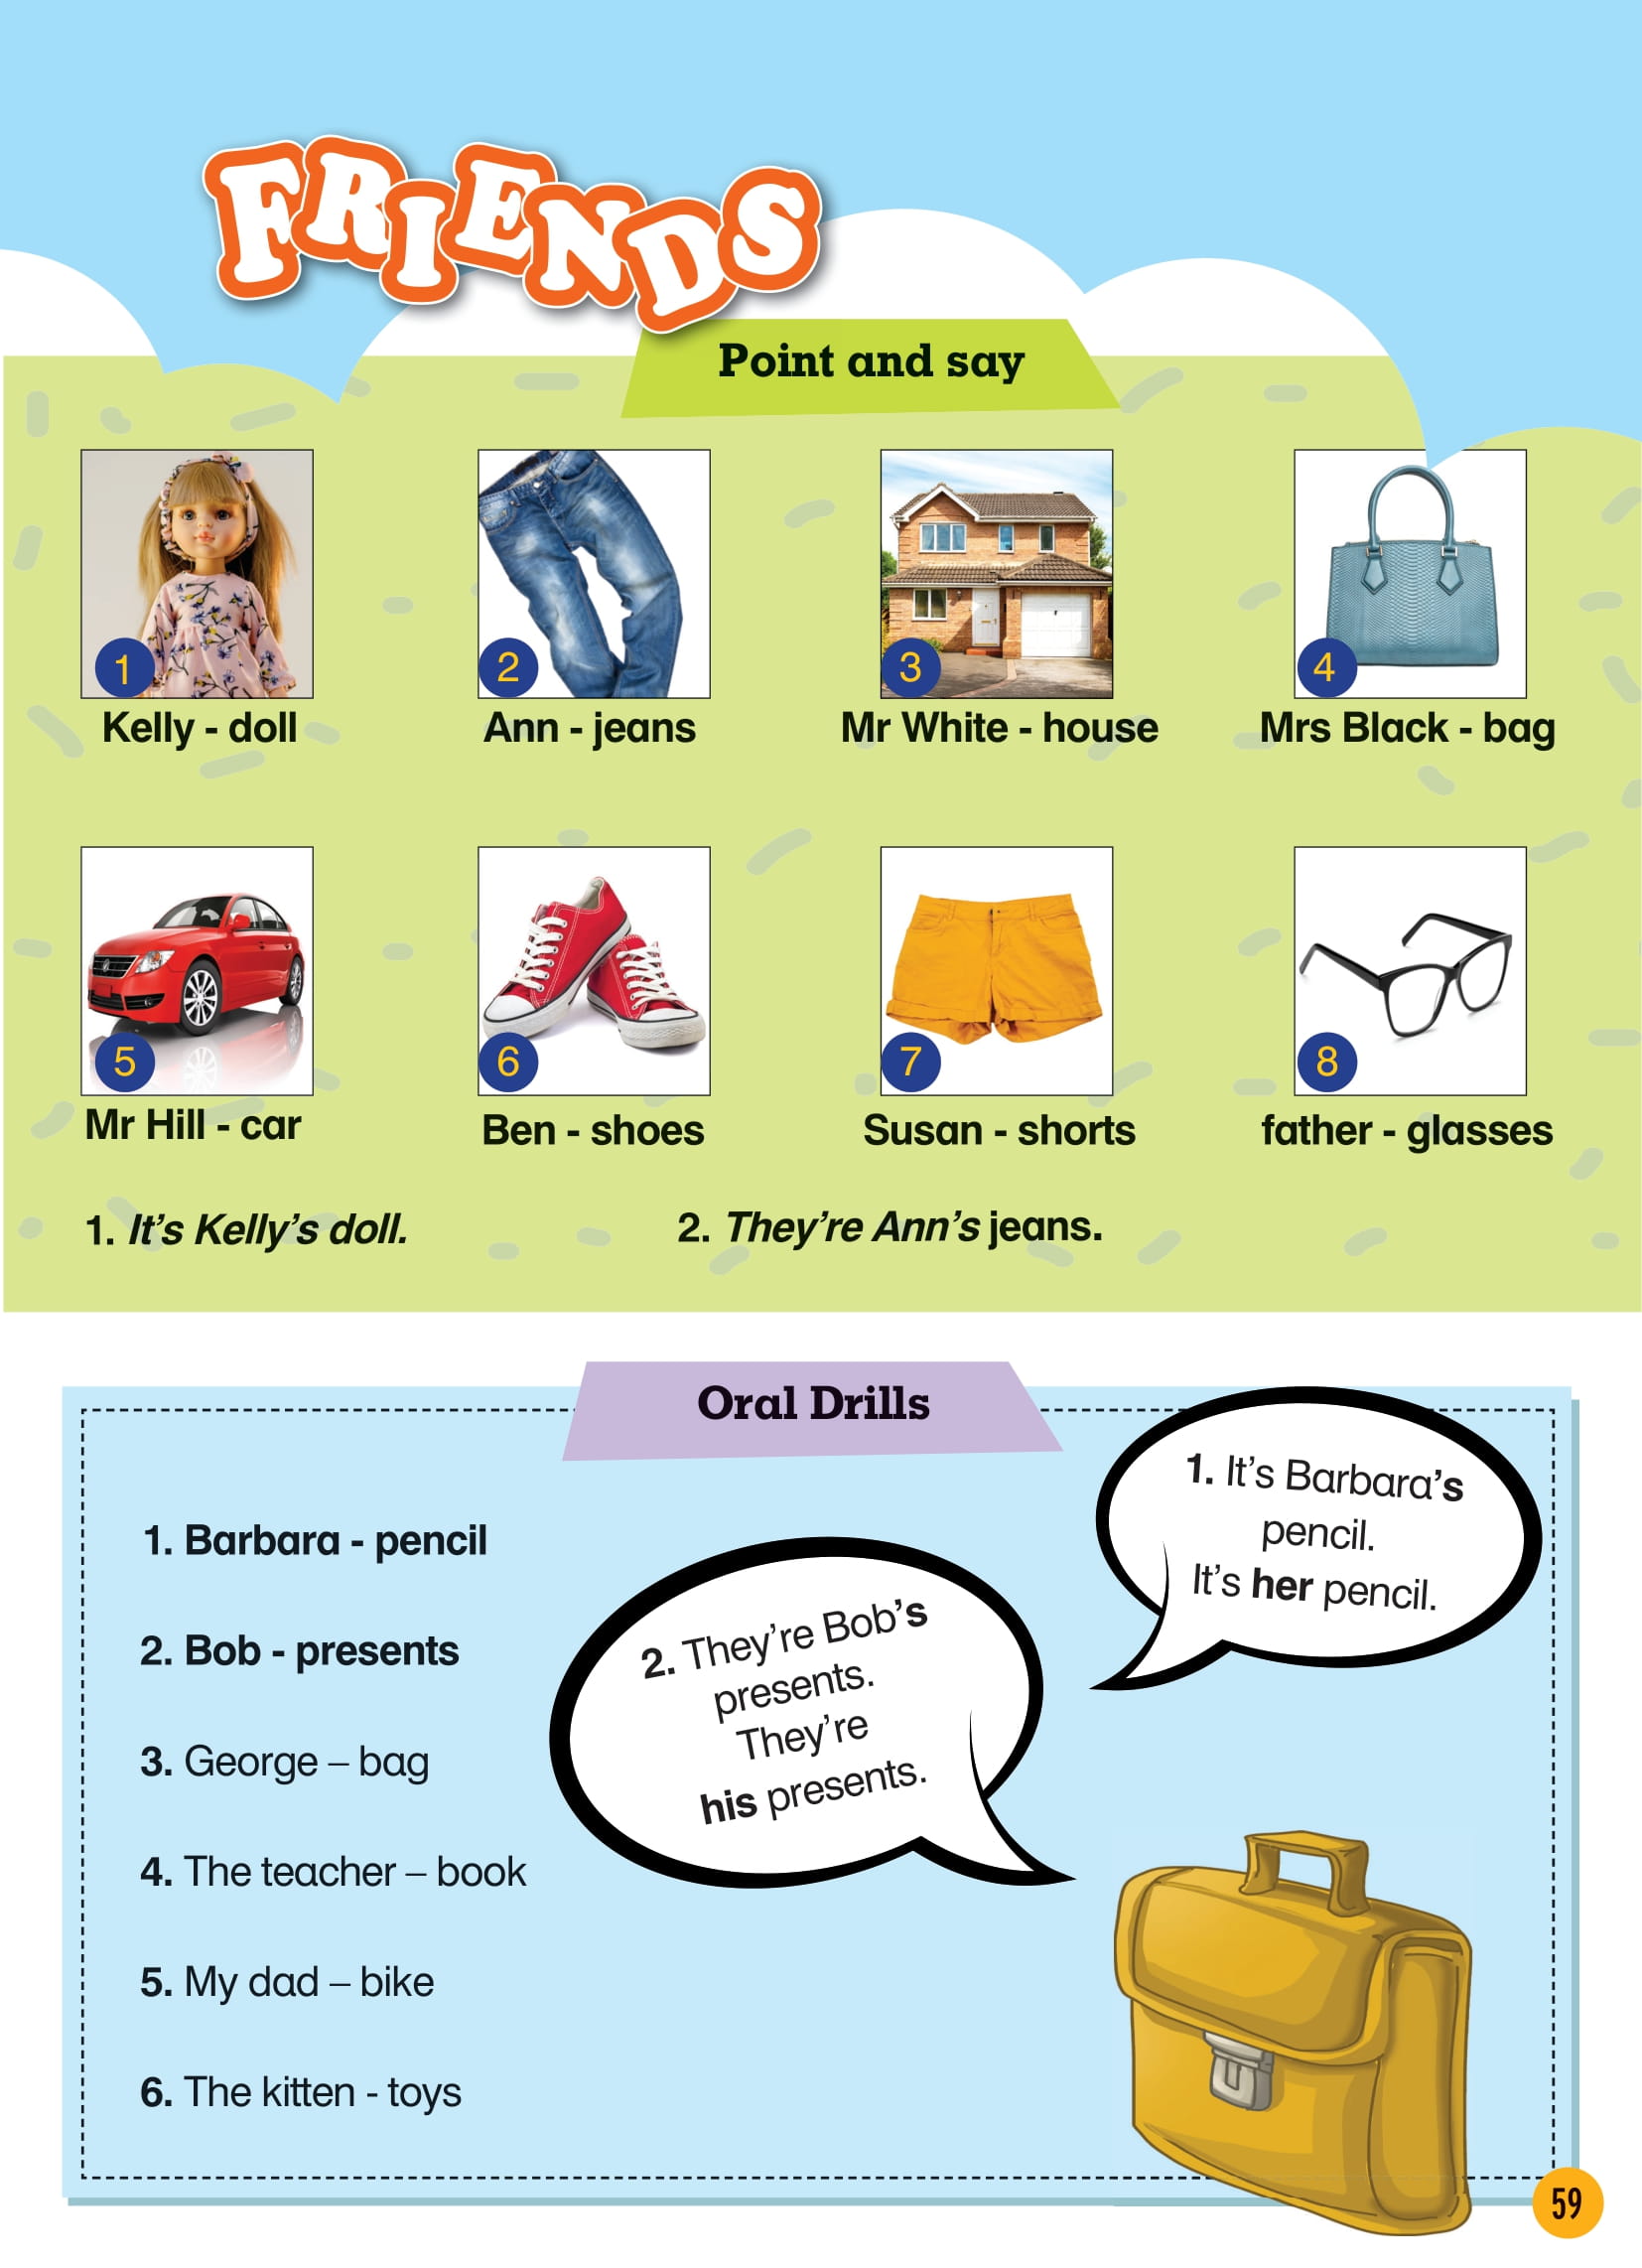 FRIENDS
Point and say
1
2
3
4
Kelly - doll
Ann - jeans
Mr White - house
Mrs Black - bag
5
6
7
8
Mr Hill - car
Ben - shoes
Susan - shorts
father - glasses
1. It's Kelly's doll.
2. They're Ann's jeans.
Oral Drills
1. Barbara - pencil
2. Bob - presents
3. George – bag
4. The teacher – book
5. My dad – bike
6. The kitten - toys
2. They're Bob's
presents.
They're
his presents.
1. It's Barbara's
pencil.
It's her pencil.
59